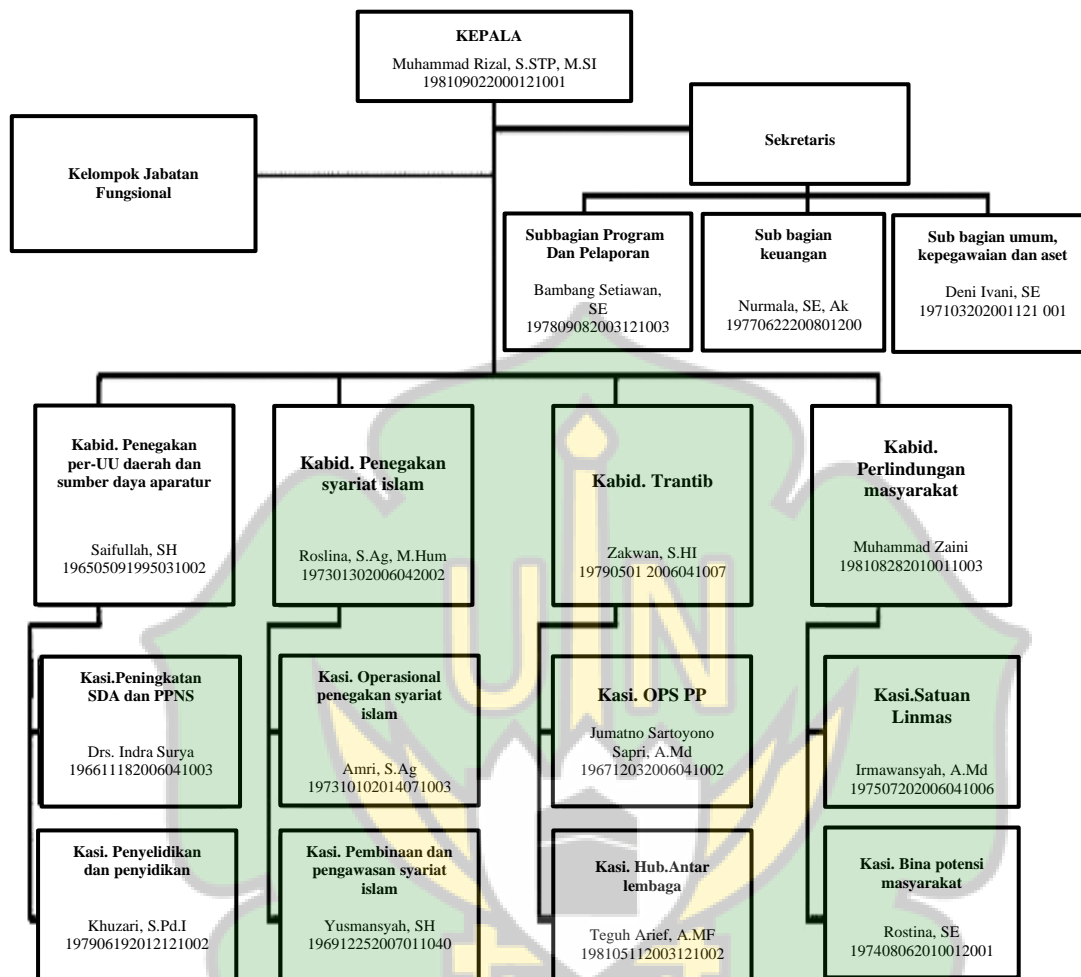 KEPALA
Muhammad Rizal, S.STP, M.SI
198109022000121001
Kelompok Jabatan
Fungsional
Sekretaris
Subbagian Program
Dan Pelaporan
Bambang Setiawan,
SE
197809082003121003
Sub bagian
keuangan
Nurmala, SE, Ak
19770622200801200
Sub bagian umum,
kepegawaian dan aset
Deni Ivani, SE
197103202001121 001
Kabid. Penegakan
per-UU daerah dan
sumber daya aparatur
Saifullah, SH
196505091995031002
Kabid. Penegakan
syariat islam
Roslina, S.Ag, M.Hum
197301302006042002
Kabid. Trantib
Zakwan, S.HI
19790501 2006041007
Kabid.
Perlindungan
masyarakat
Muhammad Zaini
198108282010011003
Kasi.Peningkatan
SDA dan PPNS
Drs. Indra Surya
196611182006041003
Kasi. Operasional
penegakan syariat
islam
Amri, S.Ag
197310102014071003
Kasi. OPS PP
Jumatno Sartoyono
Sapri, A.Md
196712032006041002
Kasi.Satuan
Linmas
Irmawansyah, A.Md
197507202006041006
Kasi. Penyelidikan
dan penyidikan
Khuzari, S.Pd.I
197906192012121002
Kasi. Pembinaan dan
pengawasan syariat
islam
Yusmansyah, SH
196912252007011040
Kasi. Hub.Antar
lembaga
Teguh Arief, A.MF
198105112003121002
Kasi. Bina potensi
masyarakat
Rostina, SE
197408062010012001
UIN